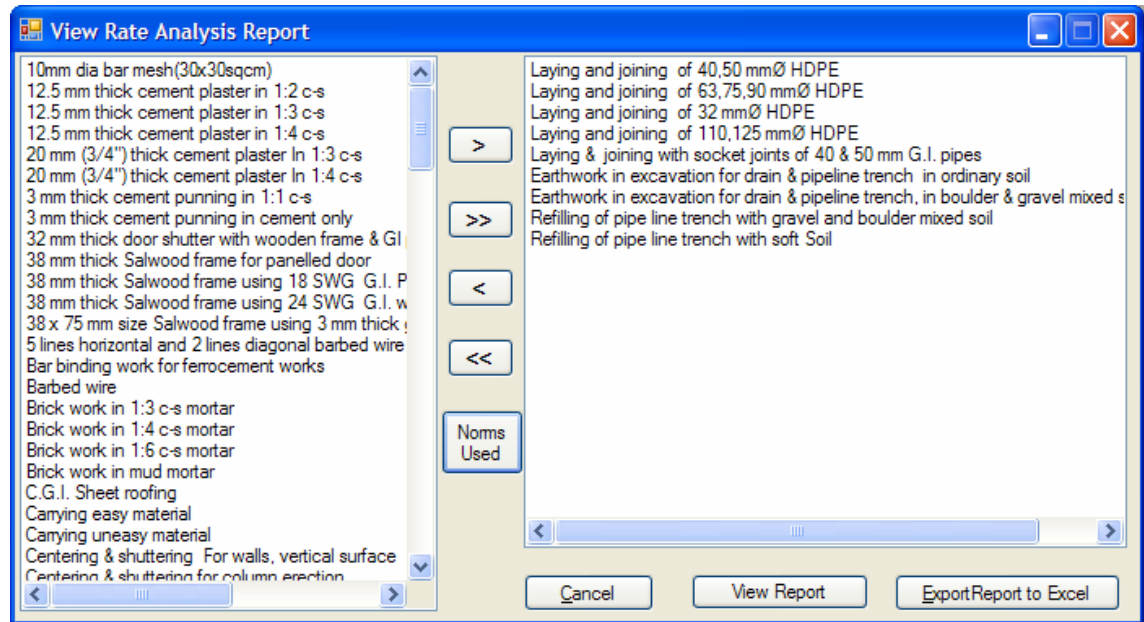 View Rate Analysis Report
10mm dia bar mesh(30x30sqcm)
12.5 mm thick cement plaster in 1:2 c-s
12.5 mm thick cement plaster in 1:3 c-s
12.5 mm thick cement plaster in 1:4 c-s
20 mm (3/4") thick cement plaster In 1:3 c-s
20 mm (3/4") thick cement plaster In 1:4 c-s
3 mm thick cement punning in 1:1 c-s
3 mm thick cement punning in cement only
32 mm thick door shutter with wooden frame & GI
38 mm thick Salwood frame for panelled door
38 mm thick Salwood frame using 18 SWG G.I. P
38 mm thick Salwood frame using 24 SWG G.I. w
38 x 75 mm size Salwood frame using 3 mm thick
5 lines horizontal and 2 lines diagonal barbed wire
Bar binding work for ferrocement works
Barbed wire
Brick work in 1:3 c-s mortar
Brick work in 1:4 c-s mortar
Brick work in 1:6 c-s mortar
Brick work in mud mortar
C.G.I. Sheet roofing
Carrying easy material
Carrying uneasy material
Centering & shuttering For walls, vertical surface
Centering & shuttering for column erection
>
>>
<
<<
Norms
Used
Laying and joining of 40,50 mmØ HDPE
Laying and joining of 63,75,90 mmØ HDPE
Laying and joining of 32 mmØ HDPE
Laying and joining of 110,125 mmØ HDPE
Laying & joining with socket joints of 40 & 50 mm G.I. pipes
Earthwork in excavation for drain & pipeline trench in ordinary soil
Earthwork in excavation for drain & pipeline trench, in boulder & gravel mixed s
Refilling of pipe line trench with gravel and boulder mixed soil
Refilling of pipe line trench with soft Soil
Cancel
View Report
ExportReport to Excel